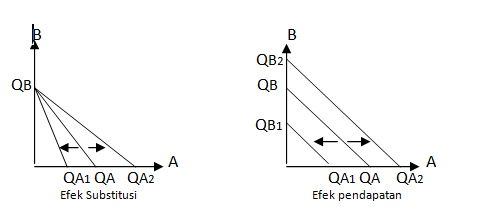 B
QB
A
QA1 QA QA2
Efek Substitusi
B
QB2
QB
QB1
A
QA1 QA QA2
Efek pendapatan